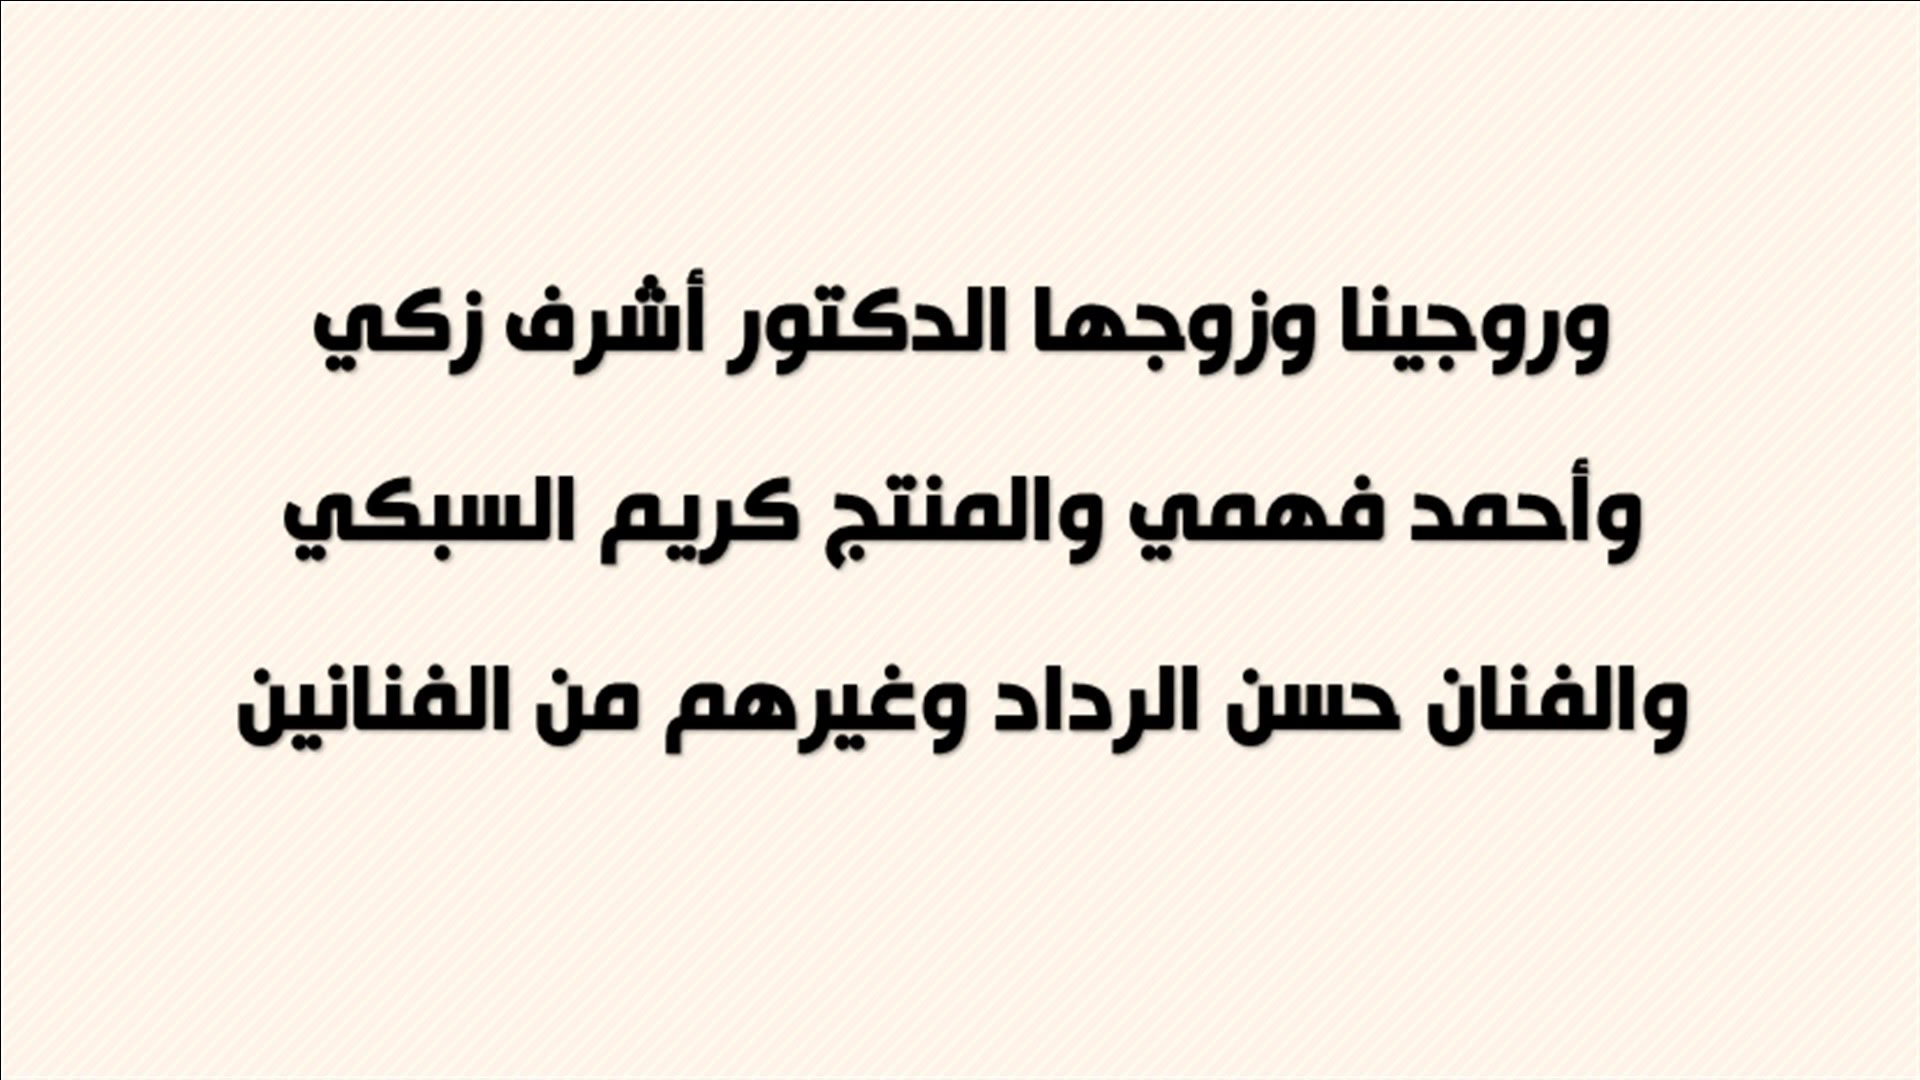 وروجينا وزوجها الدكتور أشرف زكي
وأحمد فهمي والمنتج كريم السبكي
والفنان حسن الرداد وغيرهم من الفنانين